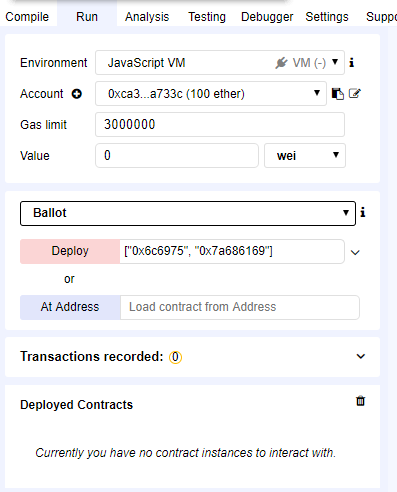 Compile Run Analysis Testing Debugger Settings Suppo
Environment JavaScript VM VM (-)
Account 0xca3...a733c (100 ether)
Gas limit 3000000
Value 0 wei
Ballot
Deploy ["0x6c6975", "0x7a686169"]
or
At Address Load contract from Address
Transactions recorded: 0
Deployed Contracts
Currently you have no contract instances to interact with.